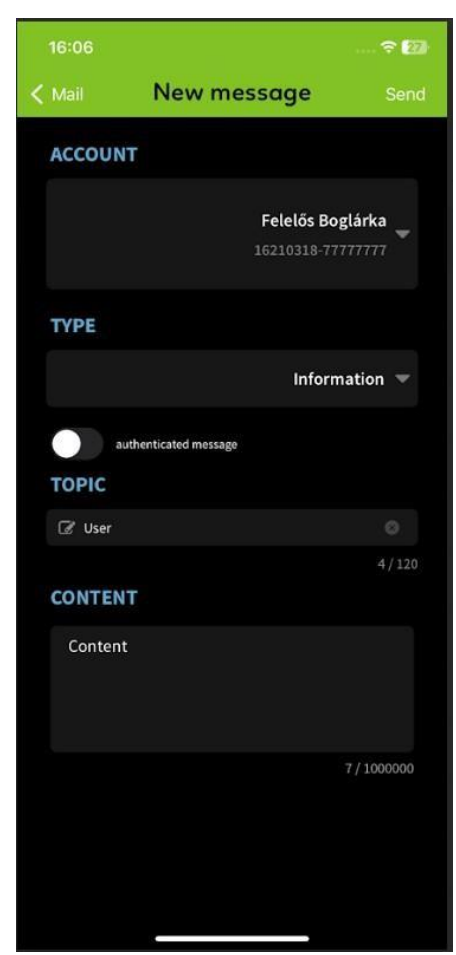 16:06
27
Mail
New message
Send
ACCOUNT
Felelős Boglárka
16210318-77777777
TYPE
Information
authenticated message
TOPIC
User
4 / 120
CONTENT
Content
7 / 1000000